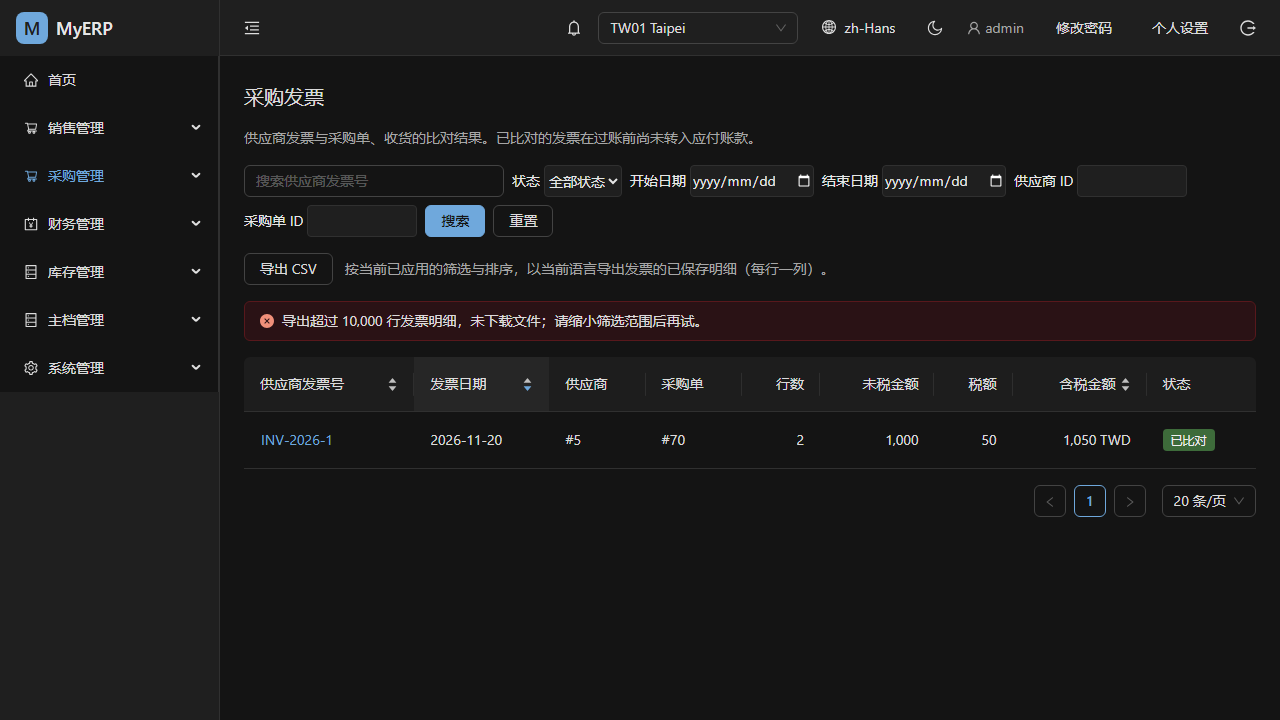 M MyERP
TW01 Taipei
zh-Hans
admin
修改密码
个人设置
首页
销售管理
采购管理
财务管理
库存管理
主档管理
系统管理
采购发票
供应商发票与采购单、收货的比对结果。已比对的发票在过账前尚未转入应付账款。
搜索供应商发票号 状态 全部状态 开始日期 yyyy/mm/dd 结束日期 yyyy/mm/dd 供应商 ID
采购单 ID 搜索 重置
导出 CSV 按当前已应用的筛选与排序，以当前语言导出发票的已保存明细（每行一列）。
导出超过 10,000 行发票明细，未下载文件；请缩小筛选范围后再试。
供应商发票号 发票日期 供应商 采购单 行数 未税金额 税额 含税金额 状态
INV-2026-1 2026-11-20 #5 #70 2 1,000 50 1,050 TWD 已比对
1 20 条/页